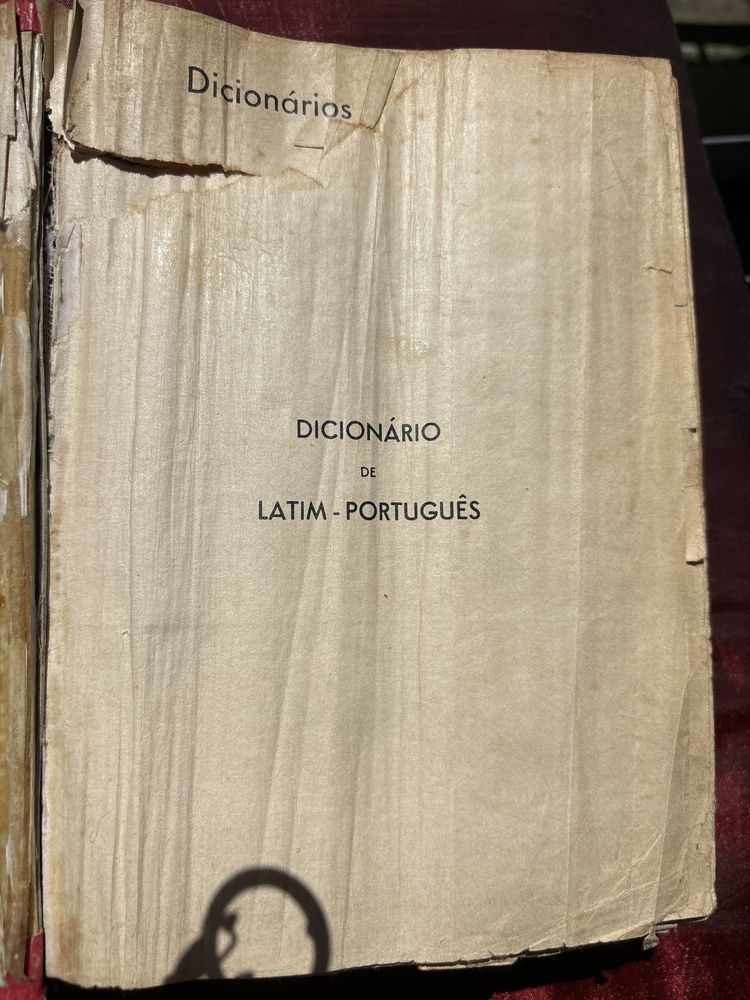 Dicionários
DICIONÁRIO
DE
LATIM - PORTUGUÊS